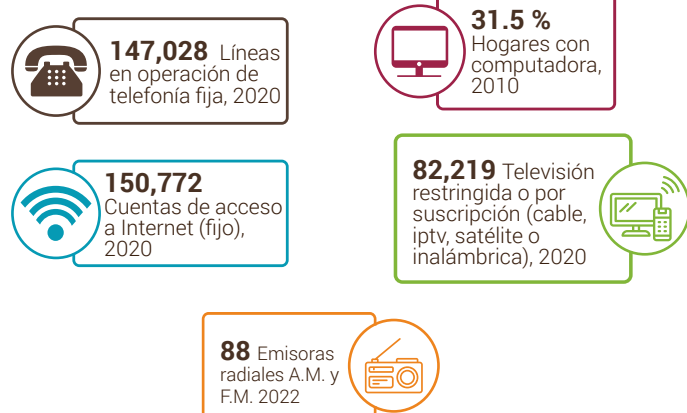 147,028 Líneas
en operación de
telefonía fija, 2020
31.5 %
Hogares con
computadora,
2010
150,772
Cuentas de acceso
a Internet (fijo),
2020
82,219 Televisión
restringida o por
suscripción (cable,
iptv, satélite o
inalámbrica), 2020
88 Emisoras
radiales A.M. y
F.M. 2022